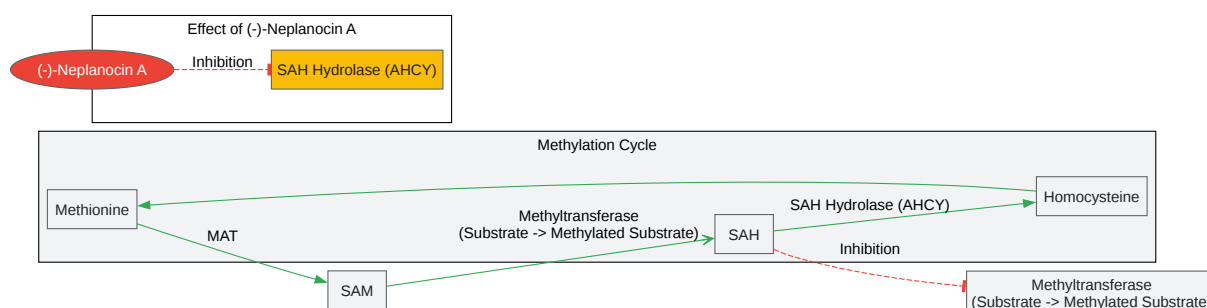 Effect of (-)-Neplanocin A
(-)-Neplanocin A
Inhibition
SAH Hydrolase (AHCY)
Methylation Cycle
Methionine
MAT
SAM
Methyltransferase
(Substrate -> Methylated Substrate)
SAH
SAH Hydrolase (AHCY)
Homocysteine
Inhibition
Methyltransferase
(Substrate -> Methylated Substrate